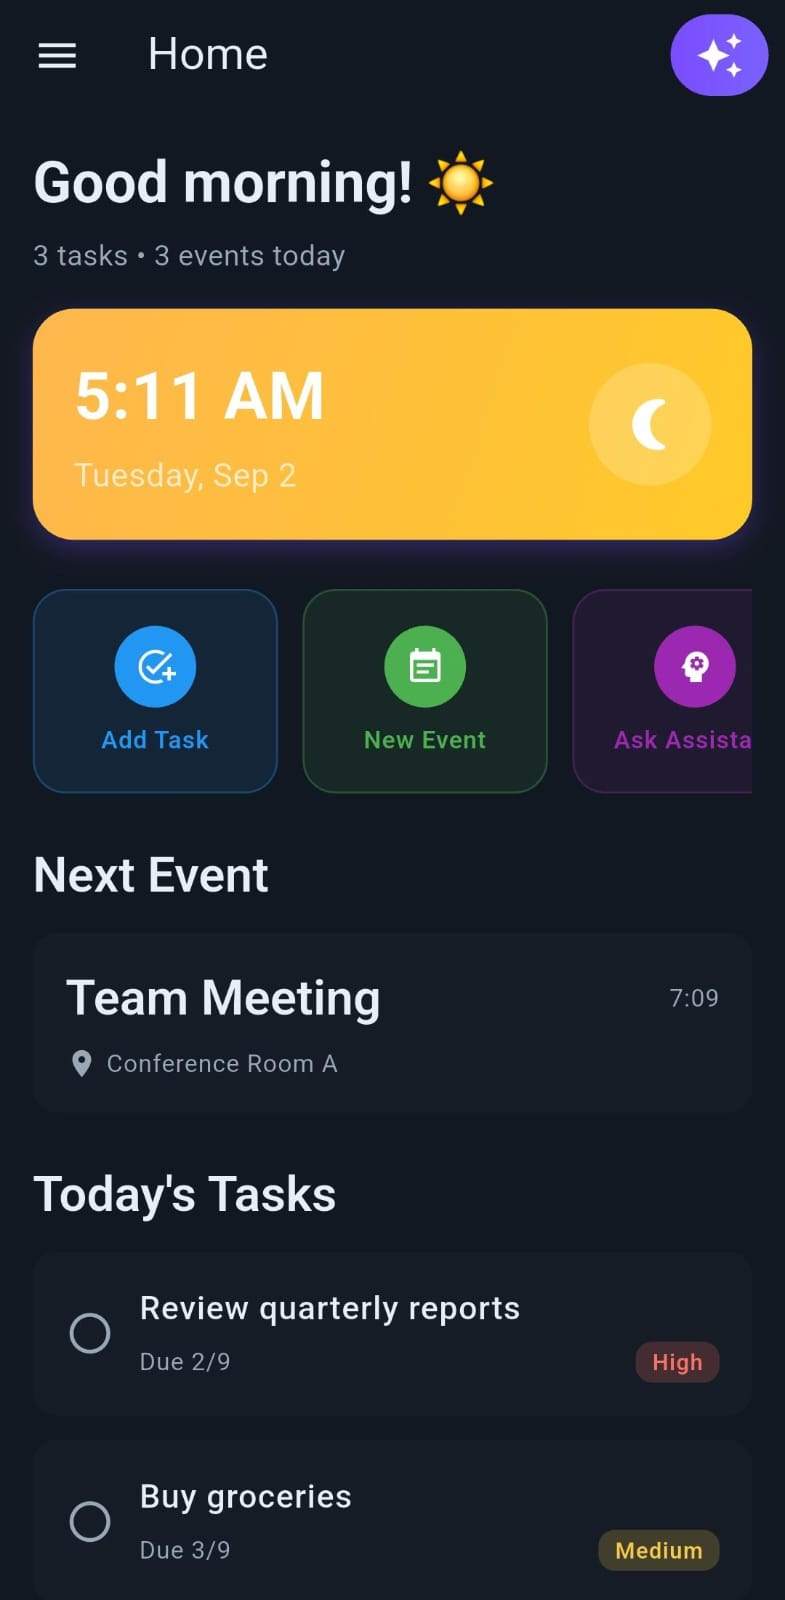 Home
Good morning! ☀️
3 tasks • 3 events today
5:11 AM
Tuesday, Sep 2
Add Task
New Event
Ask Assista
Next Event
Team Meeting
7:09
Conference Room A
Today's Tasks
Review quarterly reports
Due 2/9
High
Buy groceries
Due 3/9
Medium